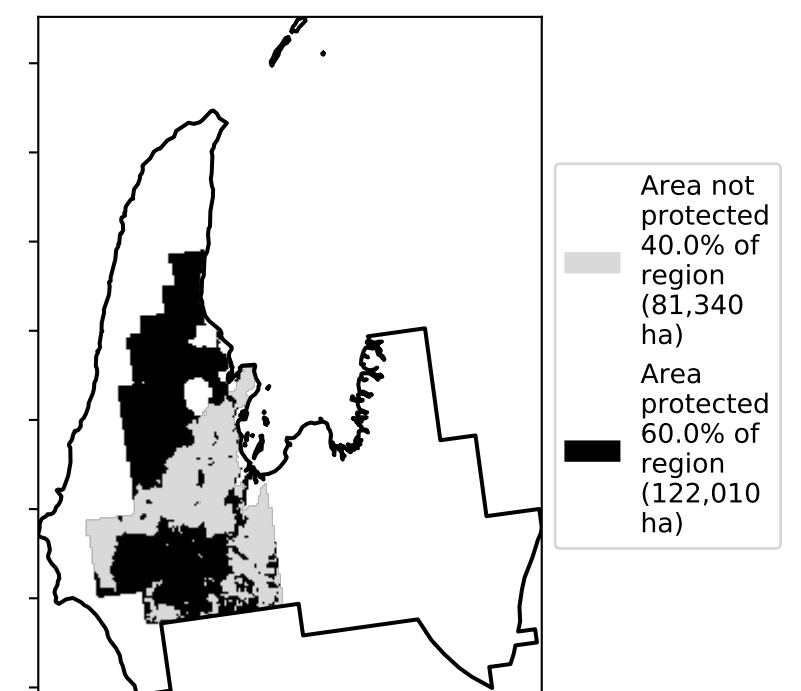 Area not
protected
40.0% of
region
(81,340
ha)
Area
protected
60.0% of
region
(122,010
ha)